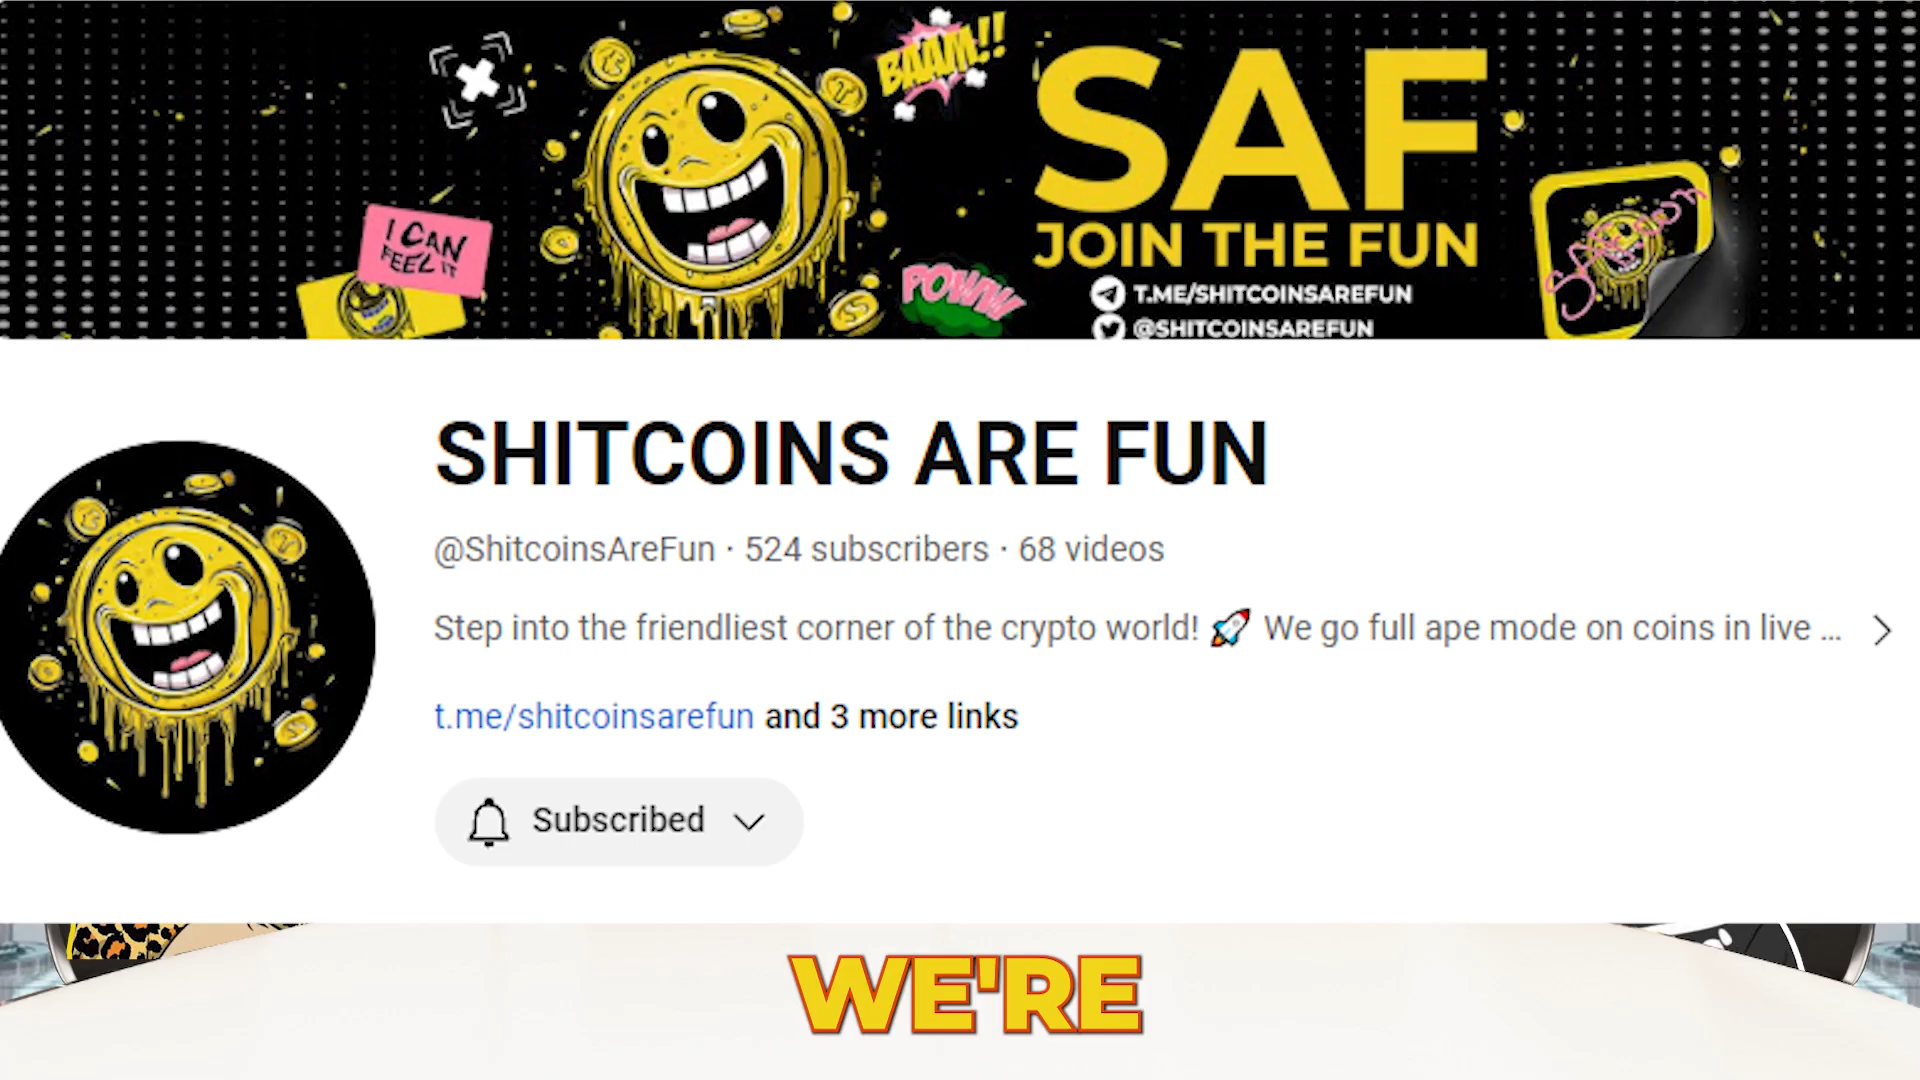 BAAM!!
SAF
I CAN
FEEL IT
JOIN THE FUN
POWW
T.ME/SHITCOINSAREFUN
@SHITCOINSAREFUN
SHITCOINS ARE FUN
@ShitcoinsAreFun · 524 subscribers · 68 videos
Step into the friendliest corner of the crypto world! 🚀 We go full ape mode on coins in live ...
t.me/shitcoinsarefun and 3 more links
Subscribed
WE'RE